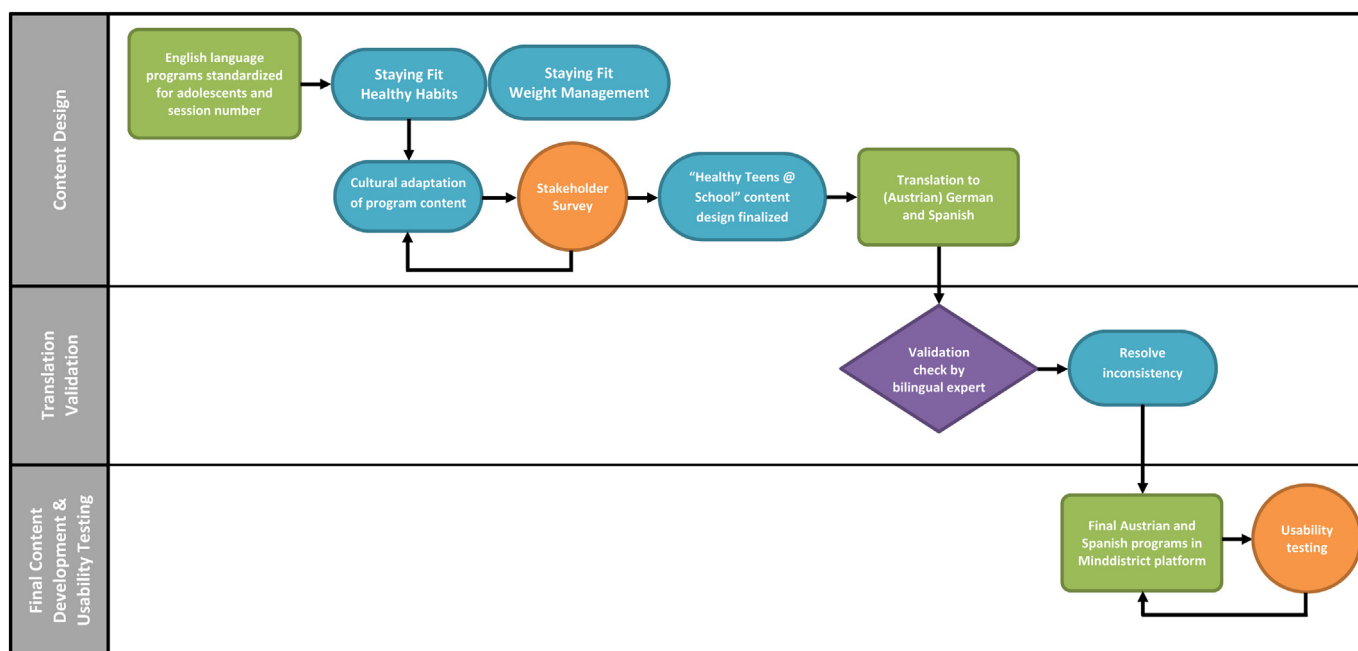 Content Design
English language
programs standardized
for adolescents and
session number
Staying Fit
Healthy Habits
Staying Fit
Weight Management
Cultural adaptation
of program content
Stakeholder
Survey
“Healthy Teens @
School” content
design finalized
Translation to
(Austrian) German
and Spanish
Translation
Validation
Validation
check by
bilingual expert
Resolve
inconsistency
Final Content
Development &
Usability Testing
Final Austrian and
Spanish programs in
Minddistrict platform
Usability
testing